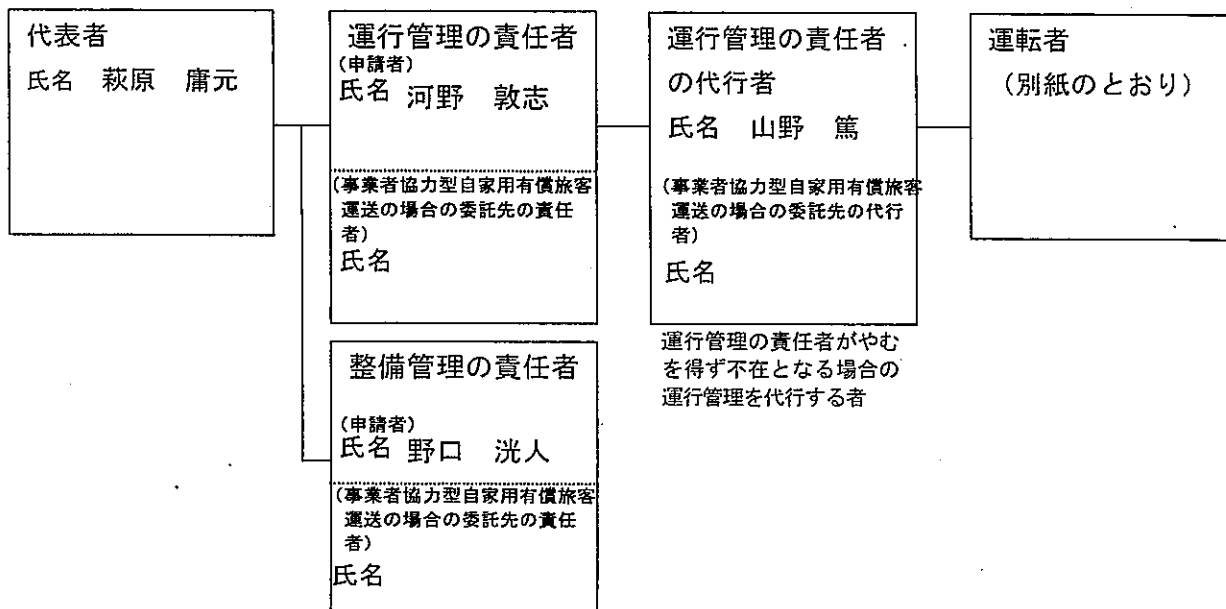 代表者
氏名　萩原　庸元
運行管理の責任者
(申請者)
氏名 河野　敦志
(事業者協力型自家用有償旅客
運送の場合の委託先の責任
者)
氏名
運行管理の責任者
の代行者
氏名　山野　篤
(事業者協力型自家用有償旅客
運送の場合の委託先の代行
者)
氏名
運行管理の責任者がやむ
を得ず不在となる場合の
運行管理を代行する者
運転者
(別紙のとおり)
整備管理の責任者
(申請者)
氏名 野口　洸人
(事業者協力型自家用有償旅客
運送の場合の委託先の責任
者)
氏名